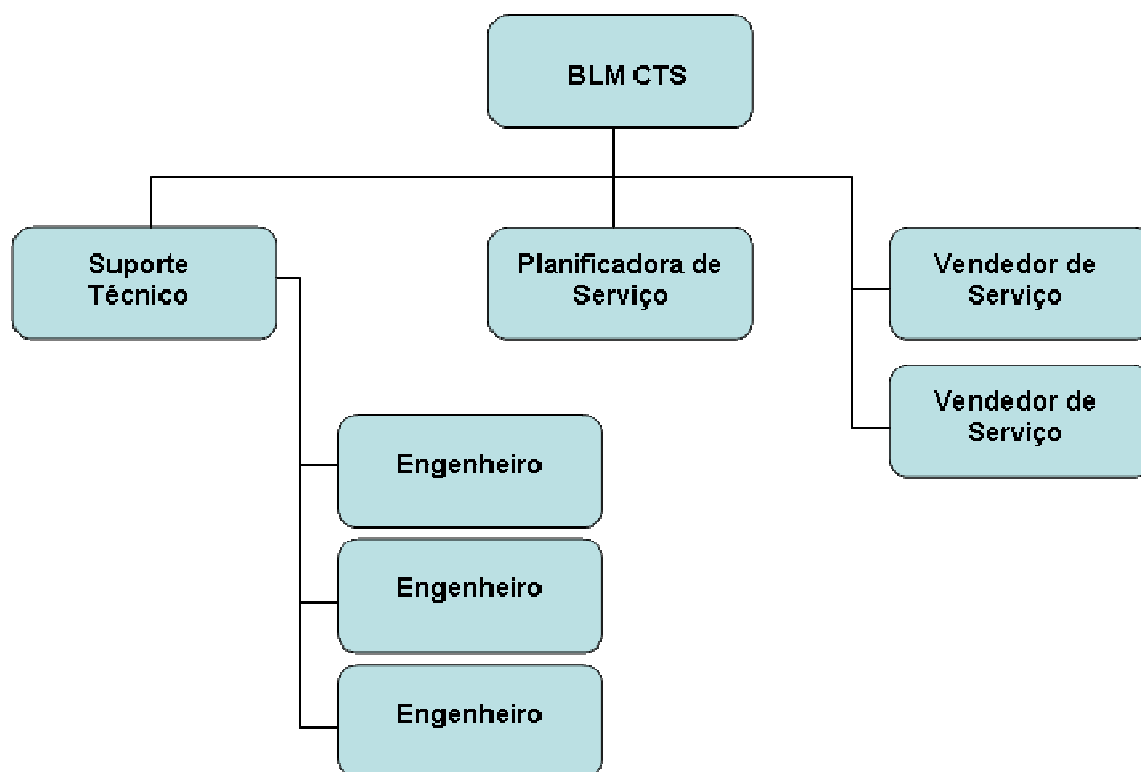 BLM CTS
Suporte
Técnico
Planificadora de
Serviço
Vendedor de
Serviço
Vendedor de
Serviço
Engenheiro
Engenheiro
Engenheiro